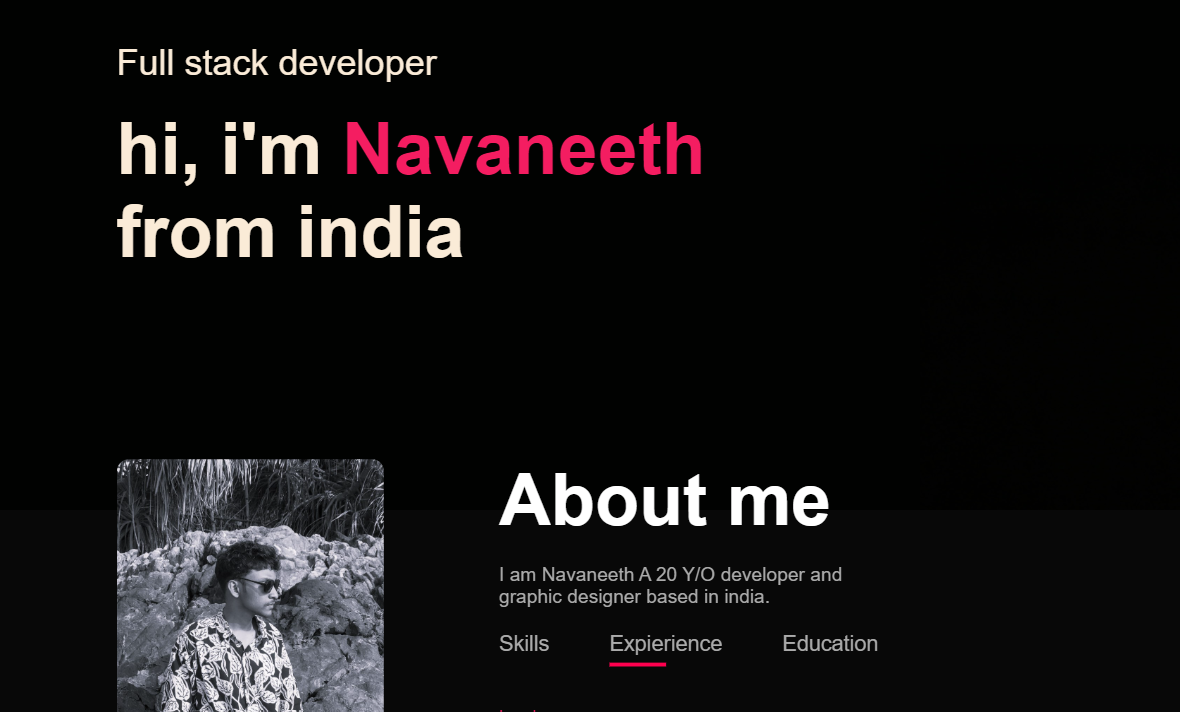 Full stack developer
hi, i'm Navaneeth
from india
About me
I am Navaneeth A 20 Y/O developer and
graphic designer based in india.
Skills Expierience Education